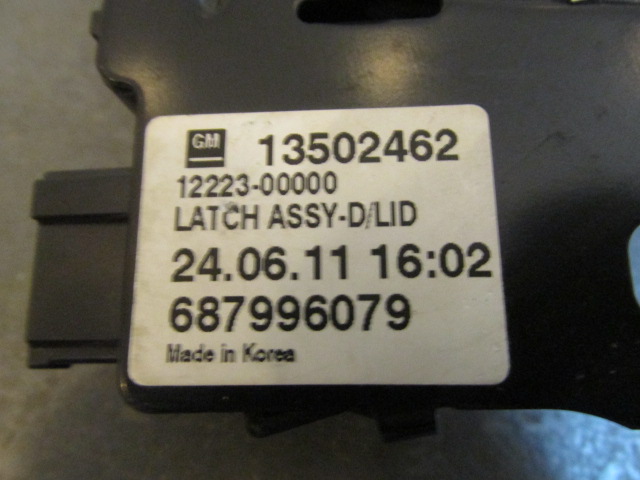 GM 13502462
12223-00000
LATCH ASSY-D/LID
24.06.11 16:02
687996079
Made in Korea